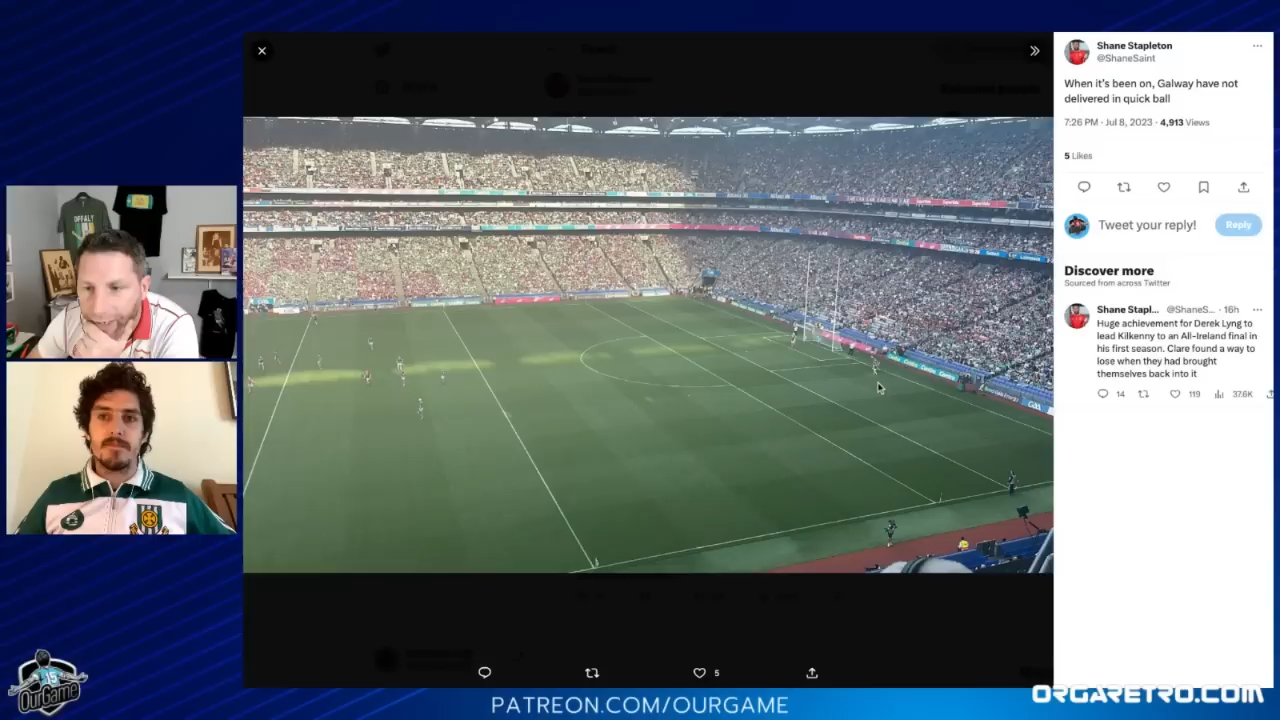 Shane Stapleton
@ShaneSaint
When it's been on, Galway have not
delivered in quick ball
7:26 PM · Jul 8, 2023 · 4,913 Views
5 Likes
Tweet your reply!
Reply
Discover more
Sourced from across Twitter
Shane Stapl... @ShaneS... · 16h
Huge achievement for Derek Lyng to
lead Kilkenny to an All-Ireland final in
his first season. Clare found a way to
lose when they had brought
themselves back into it
14
119
37.6K
OFFALY
5
15
OurGame
PATREON.COM/OURGAME
ORGARETRO.COM